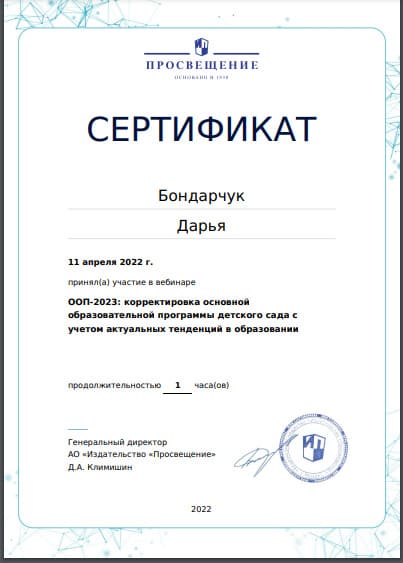 ПРОСВЕЩЕНИЕ
ОСНОВАНО В 1930
СЕРТИФИКАТ
Бондарчук
Дарья
11 апреля 2022 г.
принял(а) участие в вебинаре
ООП-2023: корректировка основной
образовательной программы детского сада с
учетом актуальных тенденций в образовании
продолжительностью 1 часа(ов)
Генеральный директор
АО «Издательство «Просвещение»
Д.А. Климишин
2022